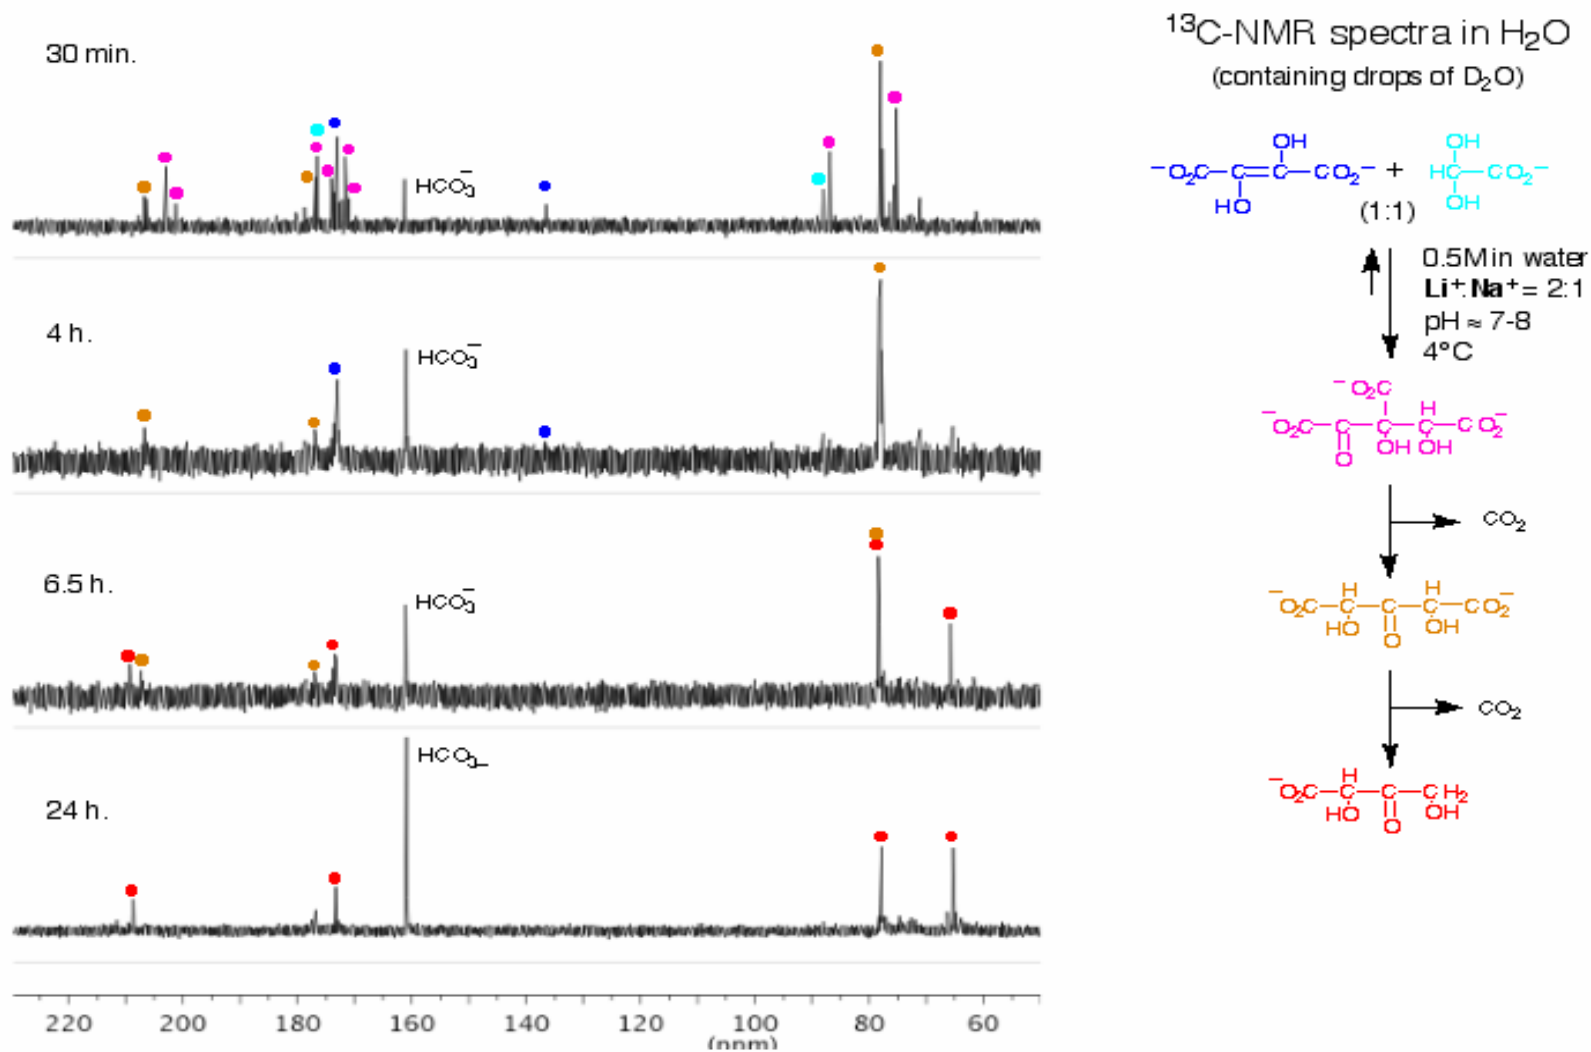 30 min.
HCO₃⁻
4 h.
HCO₃⁻
6.5 h.
HCO₃⁻
24 h.
HCO₃–
220 200 180 160 140 120 100 80 60
(ppm)
¹³C-NMR spectra in H₂O
(containing drops of D₂O)
OH
⁻O₂C–C=C–CO₂⁻ +
HO
OH
HC–CO₂⁻
OH
(1:1)
0.5M in water
Li⁺:Na⁺ = 2:1
pH ≈ 7-8
4°C
⁻O₂C H
⁻O₂C–C–C–C–CO₂⁻
O OH OH
CO₂
H H
⁻O₂C–C–C–C–CO₂⁻
HO O OH
CO₂
H
⁻O₂C–C–C–CH₂
HO O OH